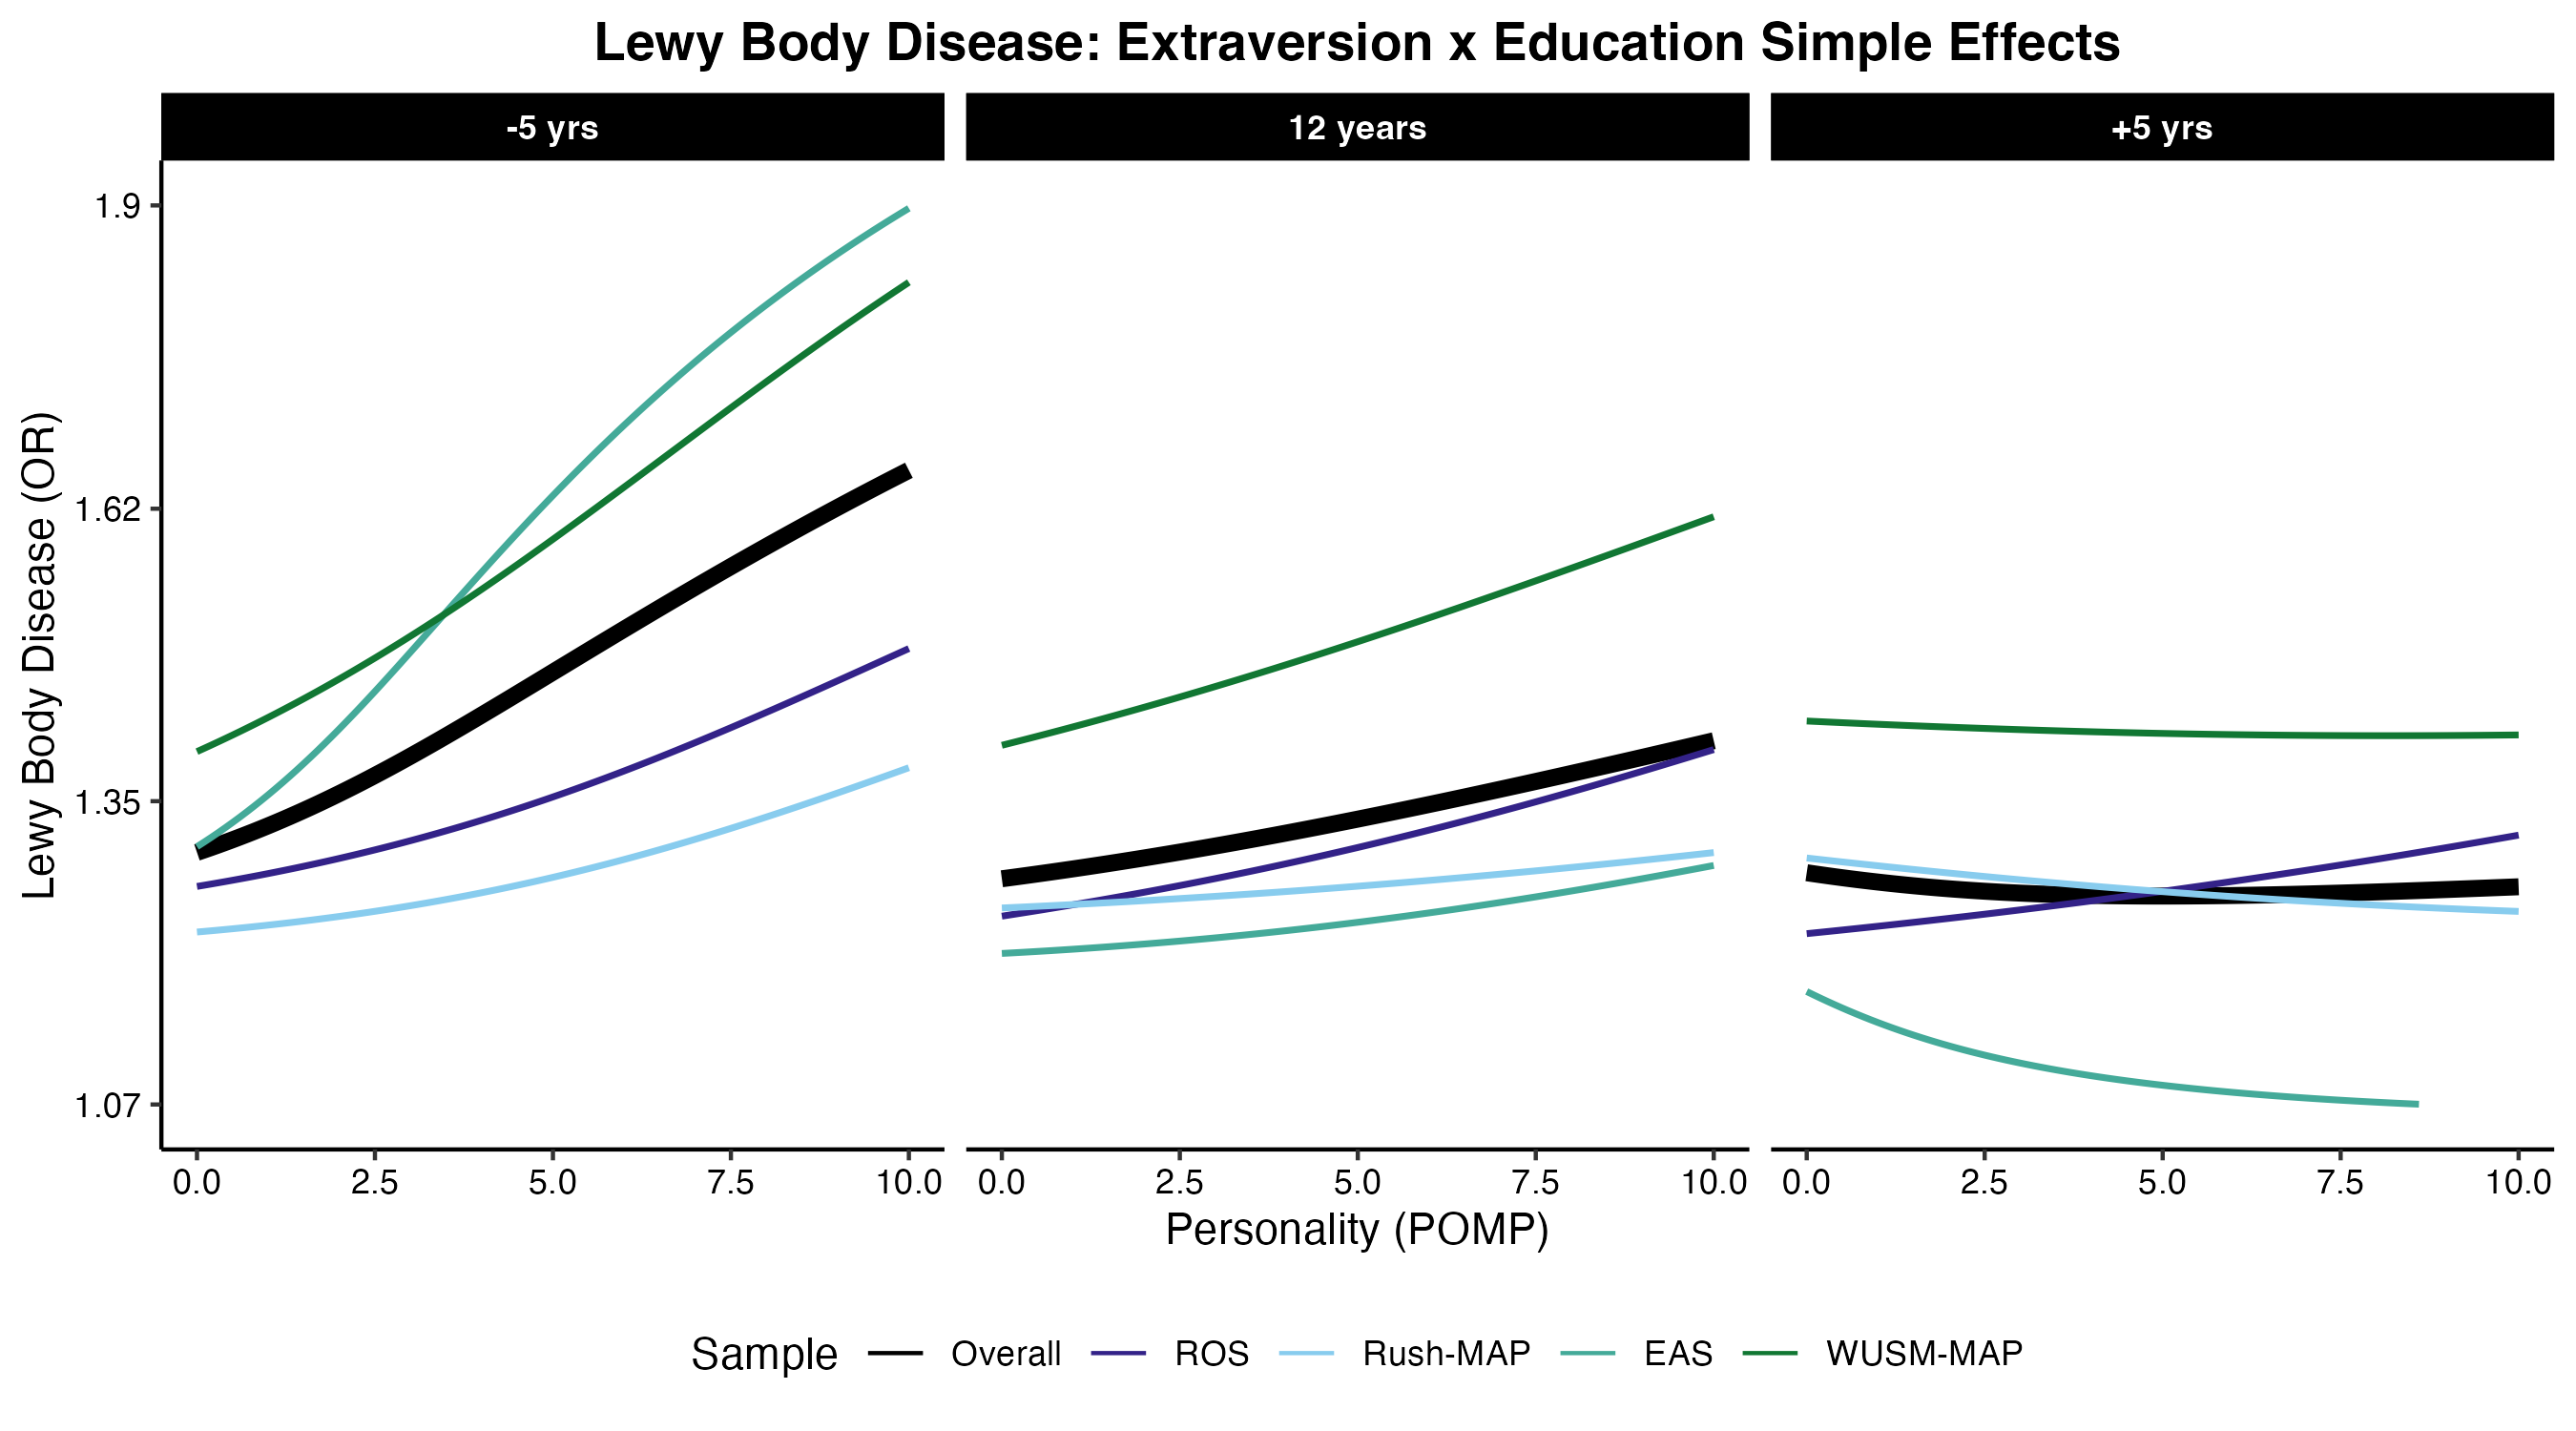 Lewy Body Disease: Extraversion x Education Simple Effects
-5 yrs 12 years +5 yrs
Lewy Body Disease (OR)
1.9
1.62
1.35
1.07
0.0 2.5 5.0 7.5 10.0 0.0 2.5 5.0 7.5 10.0 0.0 2.5 5.0 7.5 10.0
Personality (POMP)
Sample Overall ROS Rush-MAP EAS WUSM-MAP